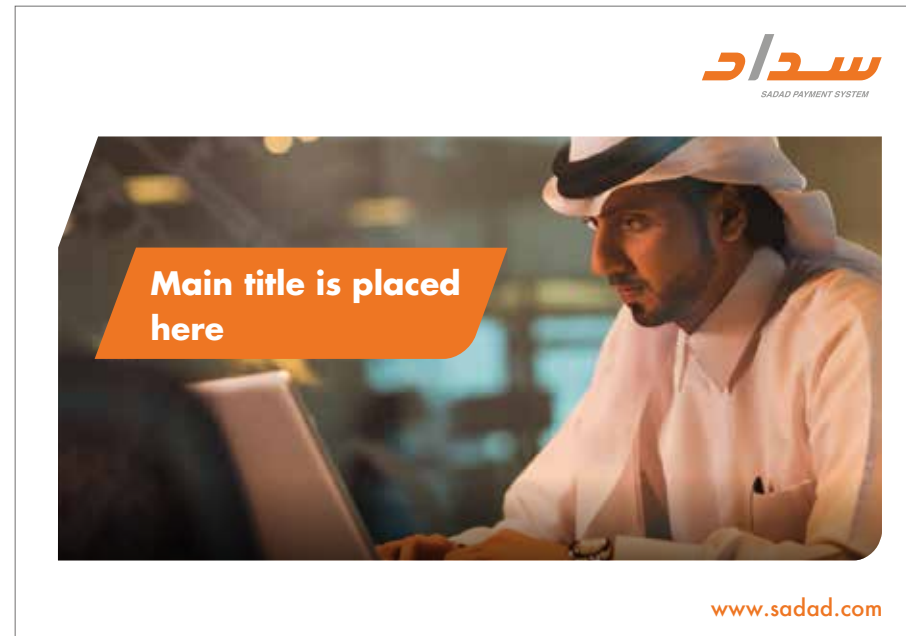 سداد
SADAD PAYMENT SYSTEM
Main title is placed
here
www.sadad.com